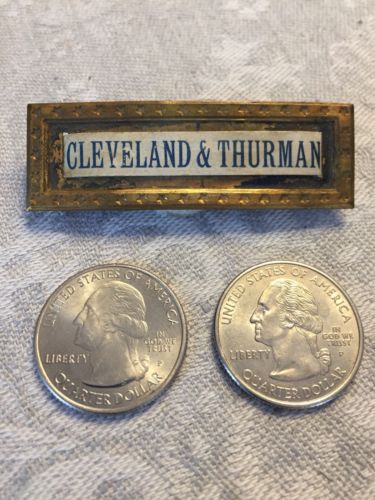 CLEVELAND & THURMAN
UNITED STATES OF AMERICA
LIBERTY
IN
GOD WE
TRUST
P
QUARTER DOLLAR
UNITED STATES OF AMERICA
LIBERTY
IN
GOD WE
TRUST
P
QUARTER DOLLAR